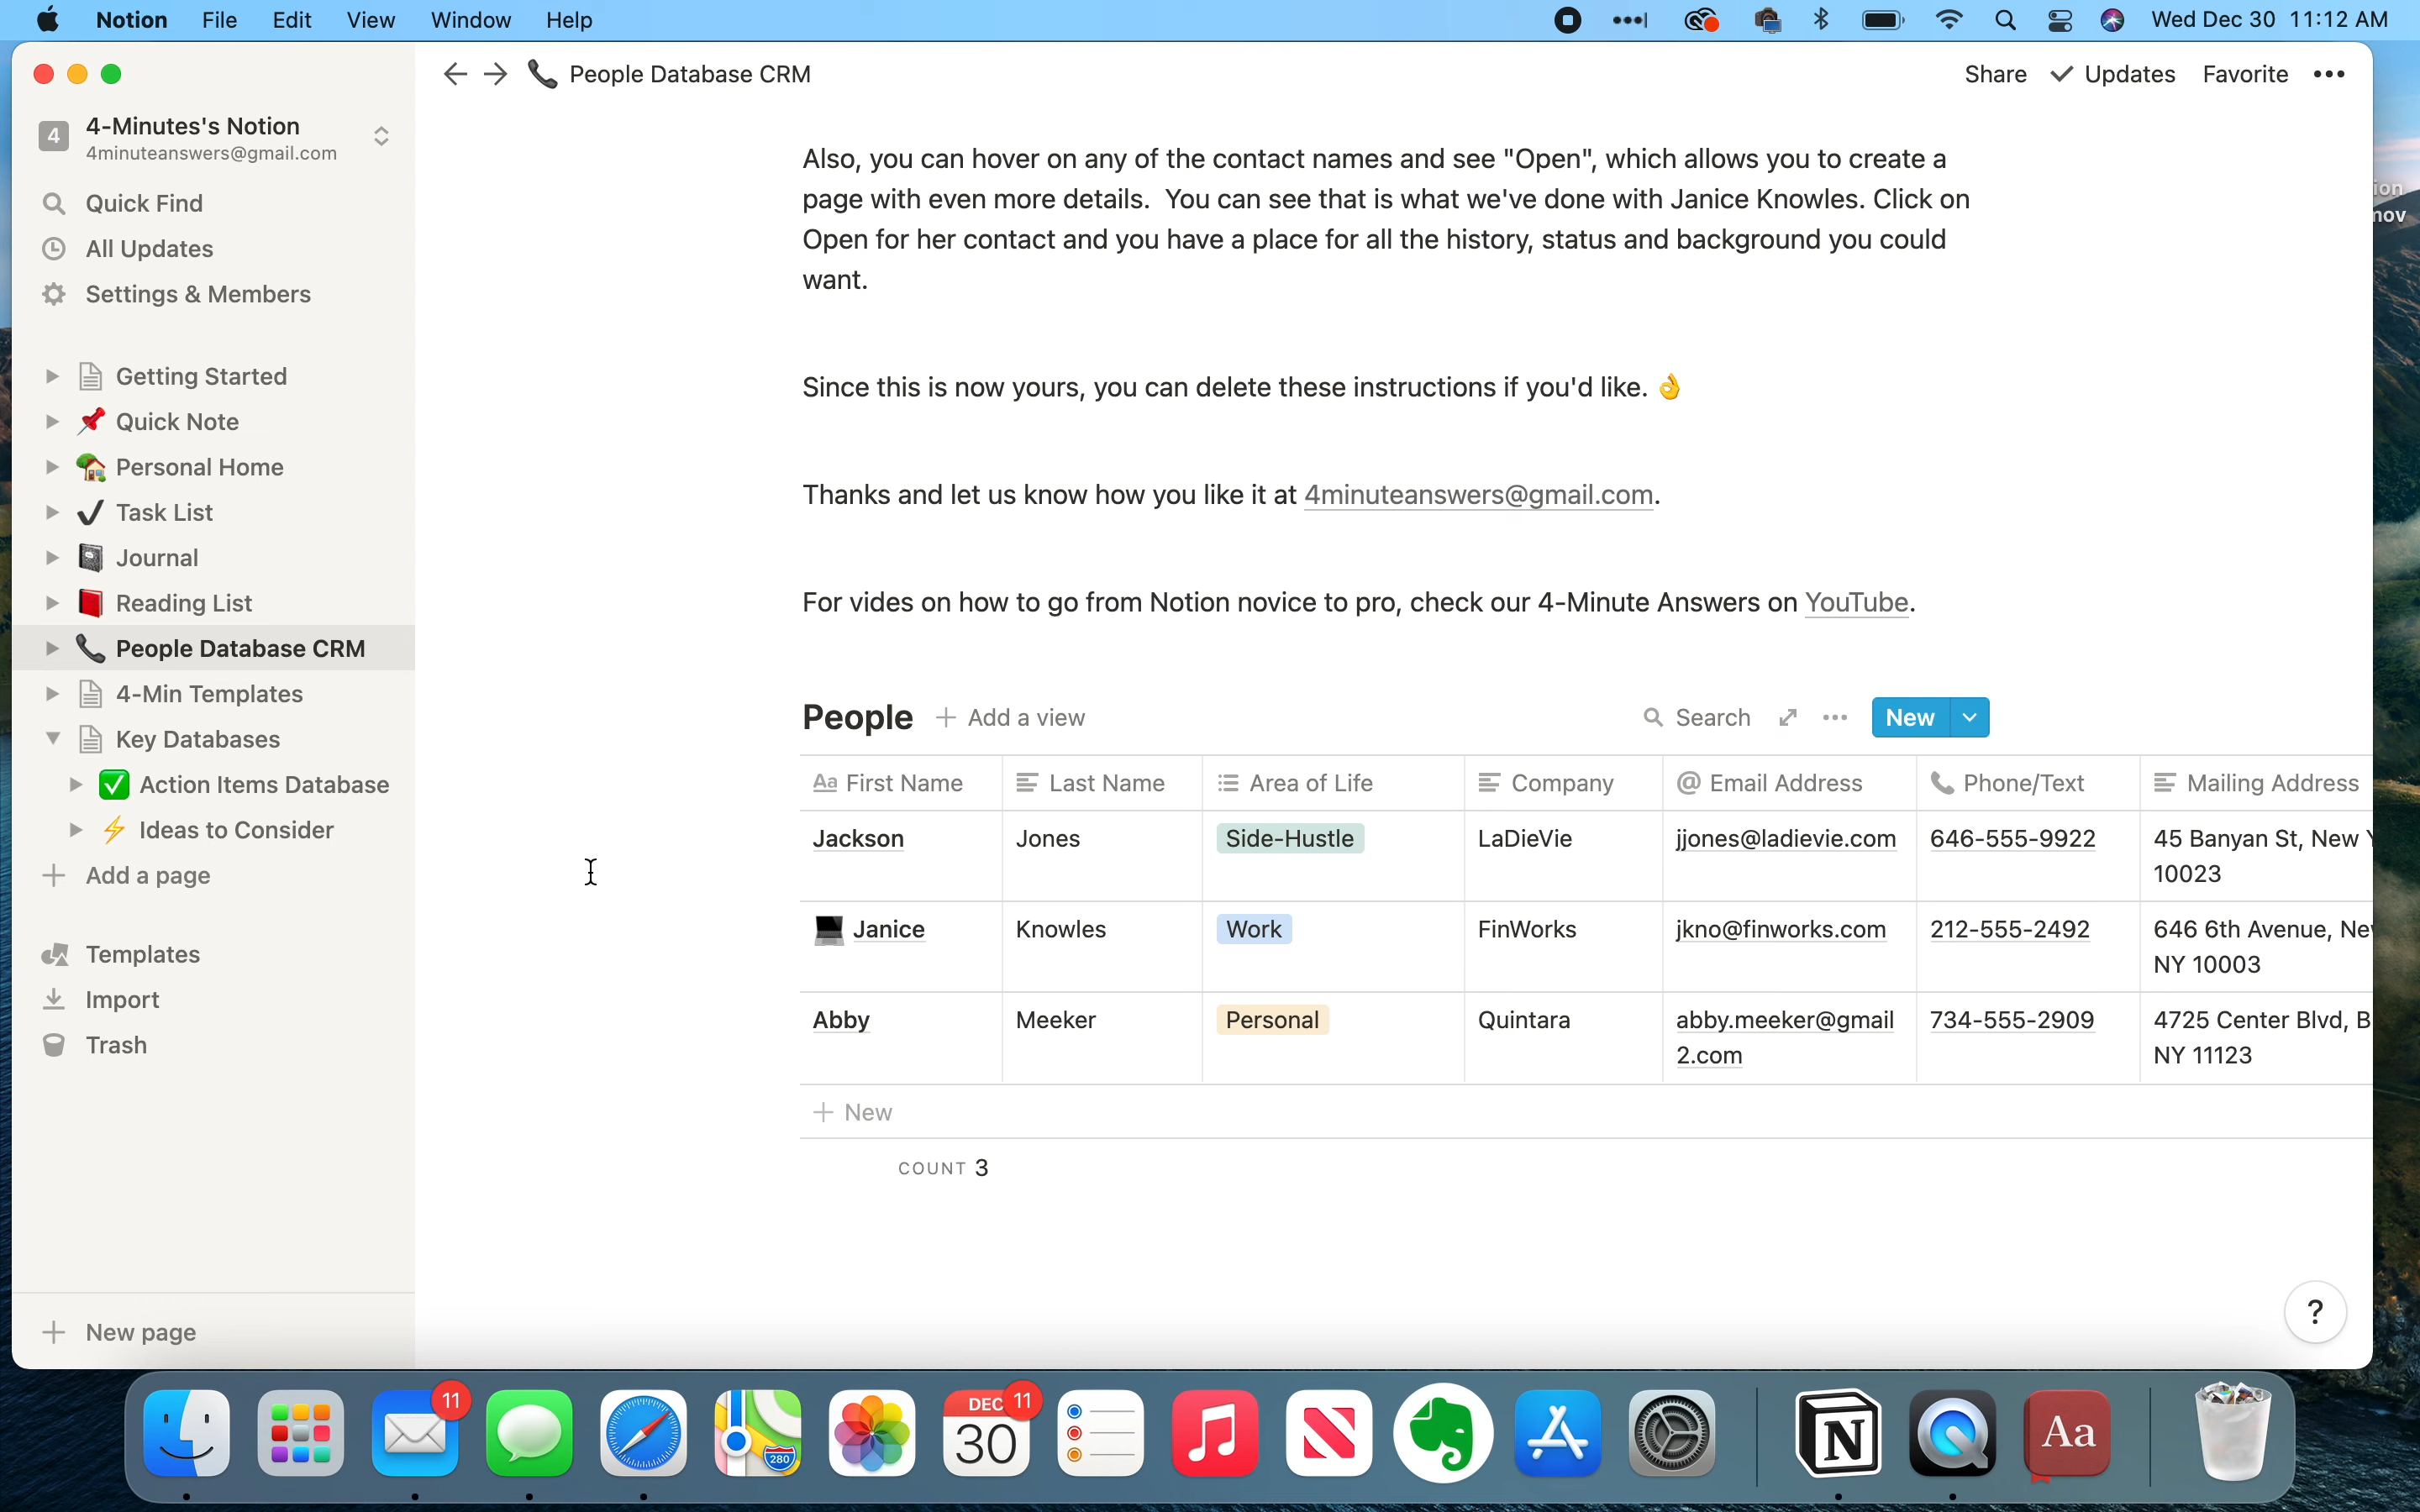 Notion File Edit View Window Help Wed Dec 30 11:12 AM
4 4-Minutes's Notion
4minuteanswers@gmail.com
Quick Find
All Updates
Settings & Members
Getting Started
Quick Note
Personal Home
Task List
Journal
Reading List
People Database CRM
4-Min Templates
Key Databases
Action Items Database
Ideas to Consider
Add a page
Templates
Import
Trash
New page
People Database CRM Share Updates Favorite
Also, you can hover on any of the contact names and see "Open", which allows you to create a
page with even more details. You can see that is what we've done with Janice Knowles. Click on
Open for her contact and you have a place for all the history, status and background you could
want.
Since this is now yours, you can delete these instructions if you'd like. 👌
Thanks and let us know how you like it at 4minuteanswers@gmail.com.
For vides on how to go from Notion novice to pro, check our 4-Minute Answers on YouTube.
People + Add a view Search New
Aa First Name Last Name Area of Life Company @ Email Address Phone/Text Mailing Address
Jackson Jones Side-Hustle LaDieVie jjones@ladievie.com 646-555-9922 45 Banyan St, New Y
10023
Janice Knowles Work FinWorks jkno@finworks.com 212-555-2492 646 6th Avenue, Ne
NY 10003
Abby Meeker Personal Quintara abby.meeker@gmail 734-555-2909 4725 Center Blvd, B
2.com NY 11123
+ New
COUNT 3
?
ion
mov
11
280
DEC 11
30
N
Aa